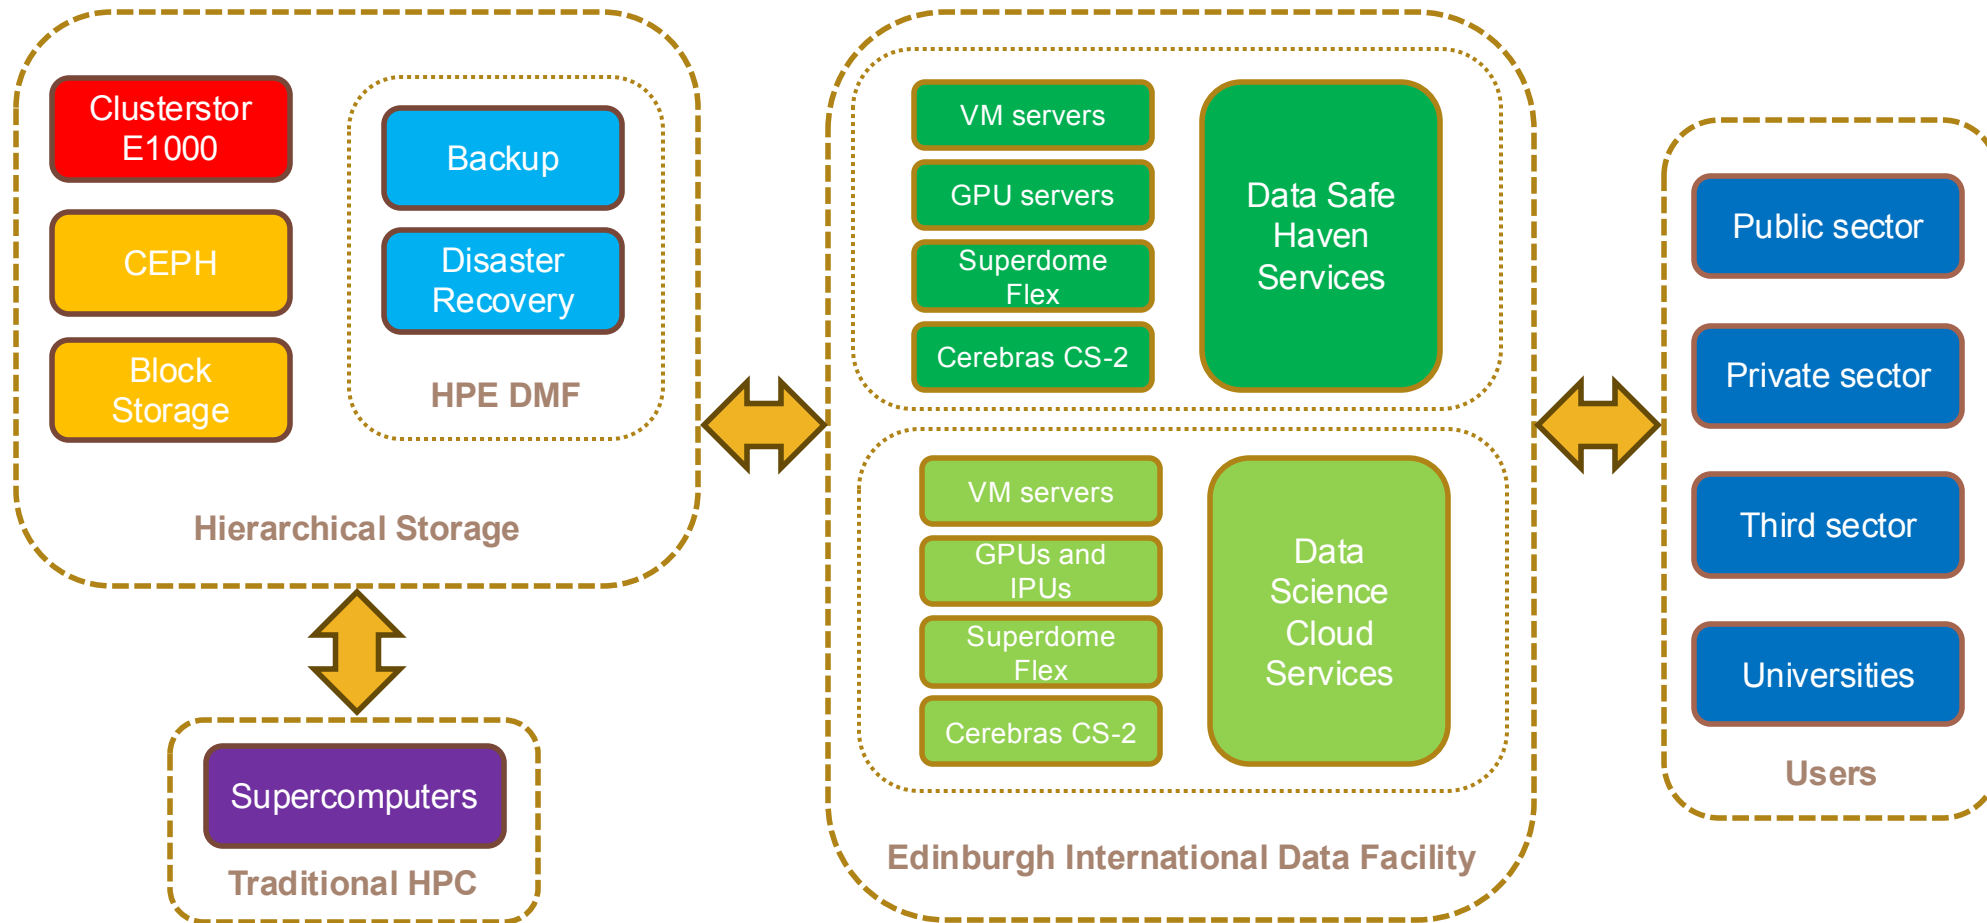 Clusterstor
E1000
CEPH
Block
Storage
Backup
Disaster
Recovery
HPE DMF
Hierarchical Storage
Supercomputers
Traditional HPC
VM servers
GPU servers
Superdome
Flex
Cerebras CS-2
Data Safe
Haven
Services
VM servers
GPUs and
IPUs
Superdome
Flex
Cerebras CS-2
Data
Science
Cloud
Services
Edinburgh International Data Facility
Public sector
Private sector
Third sector
Universities
Users